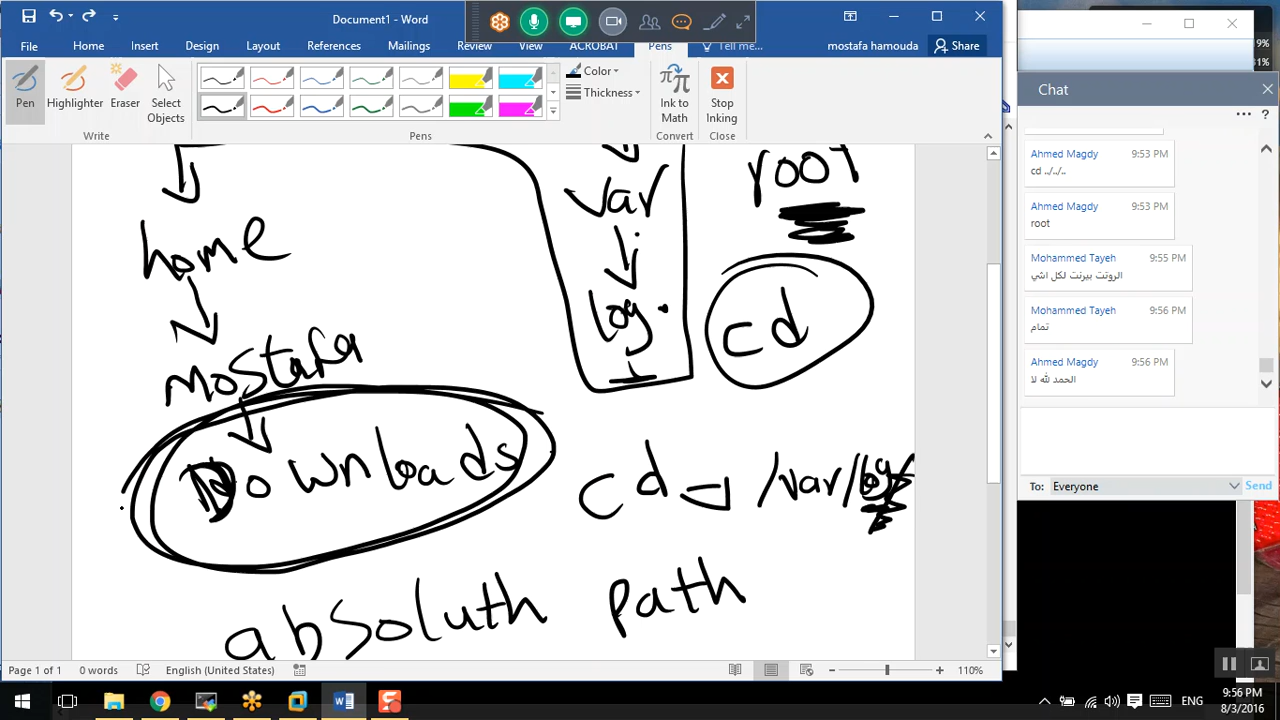 Document1 - Word
File
Home
Insert
Design
Layout
References
Mailings
Review
View
ACROBAT
Pens
Tell me...
mostafa hamouda
Share
Pen
Highlighter
Eraser
Select Objects
Write
Pens
Color
Thickness
Ink to Math
Convert
Stop Inking
Close
root
var
home
log
cd
mostafa
Downloads
cd /var/log
absoluth path
Page 1 of 1
0 words
English (United States)
110%
9%
31%
Chat
Ahmed Magdy 9:53 PM
cd ../../..
Ahmed Magdy 9:53 PM
root
Mohammed Tayeh 9:55 PM
الروتت بيرنت لكل اشي
Mohammed Tayeh 9:56 PM
تمام
Ahmed Magdy 9:56 PM
الحمد لله لا
To: Everyone
Send
ENG
9:56 PM
8/3/2016